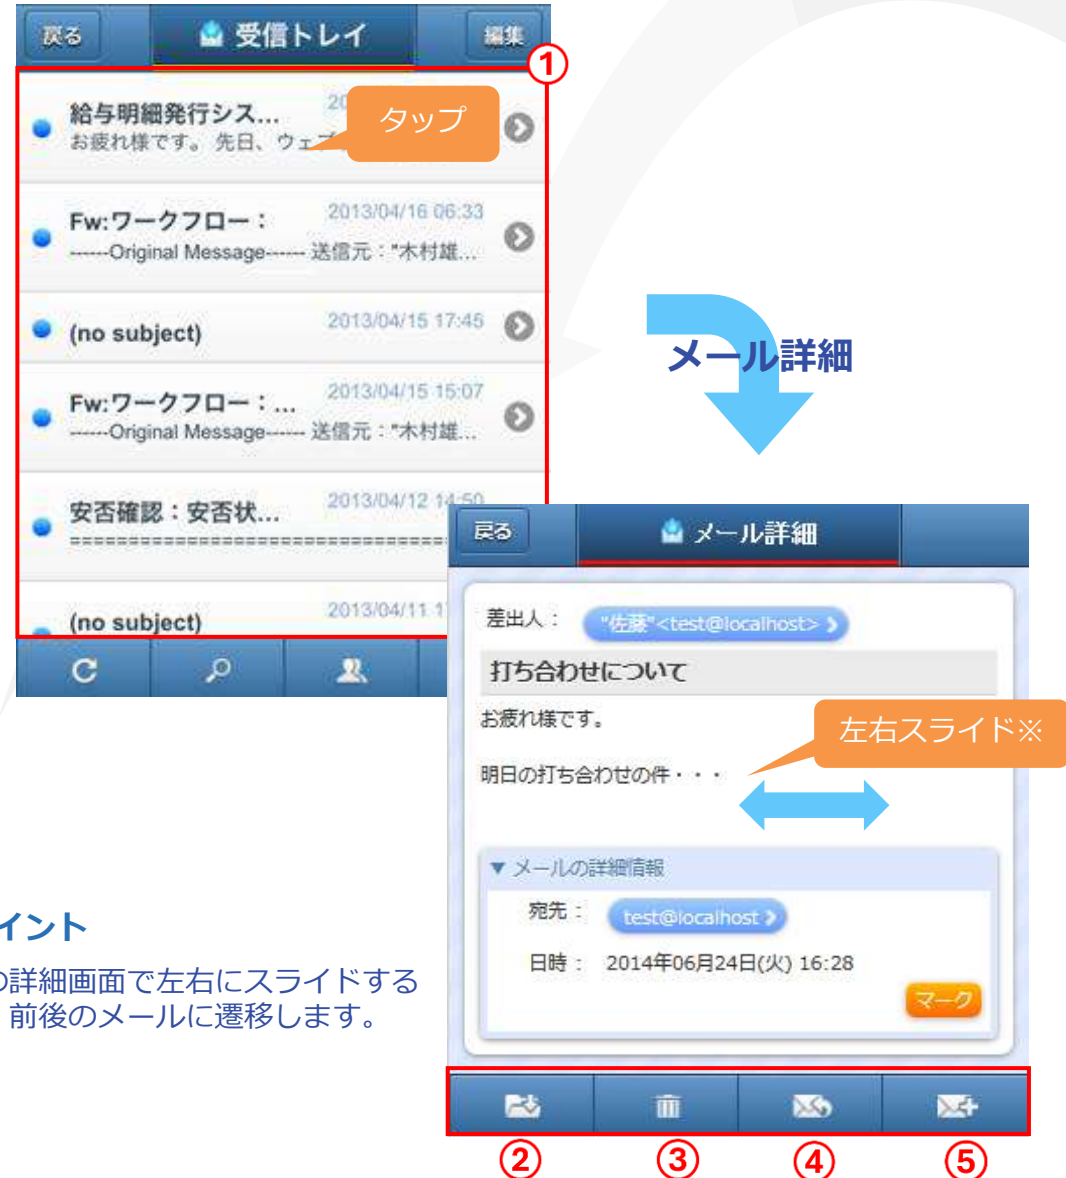 戻る
受信トレイ
編集
①
給与明細発行シス...
20
タップ
お疲れ様です。 先日、ウェブ
Fw:ワークフロー：
2013/04/16 06:33
------Original Message------ 送信元："木村雄...
(no subject)
2013/04/15 17:45
Fw:ワークフロー：...
2013/04/15 15:07
------Original Message------ 送信元："木村雄...
安否確認：安否状...
2013/04/12 14:50
(no subject)
2013/04/11 1
メール詳細
戻る
メール詳細
差出人：
"佐藤"<test@localhost>
打ち合わせについて
お疲れ様です。
左右スライド※
明日の打ち合わせの件・・・
▼ メールの詳細情報
宛先：
test@localhost
日時：
2014年06月24日(火) 16:28
マーク
イント
の詳細画面で左右にスライドする
前後のメールに遷移します。
②
③
④
⑤